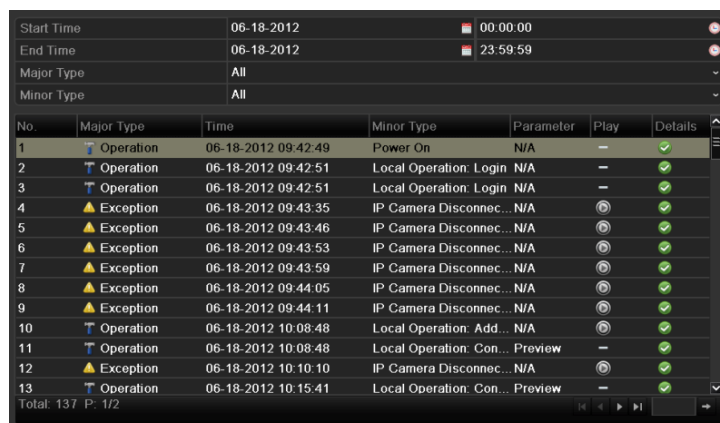 Start Time 06-18-2012 00:00:00
End Time 06-18-2012 23:59:59
Major Type All
Minor Type All
No. Major Type Time Minor Type Parameter Play Details
1 Operation 06-18-2012 09:42:49 Power On N/A —
2 Operation 06-18-2012 09:42:51 Local Operation: Login N/A —
3 Operation 06-18-2012 09:42:51 Local Operation: Login N/A —
4 Exception 06-18-2012 09:43:35 IP Camera Disconnec... N/A
5 Exception 06-18-2012 09:43:46 IP Camera Disconnec... N/A
6 Exception 06-18-2012 09:43:53 IP Camera Disconnec... N/A
7 Exception 06-18-2012 09:43:59 IP Camera Disconnec... N/A
8 Exception 06-18-2012 09:44:05 IP Camera Disconnec... N/A
9 Exception 06-18-2012 09:44:11 IP Camera Disconnec... N/A
10 Operation 06-18-2012 10:08:48 Local Operation: Add... N/A
11 Operation 06-18-2012 10:08:48 Local Operation: Con... Preview —
12 Exception 06-18-2012 10:10:10 IP Camera Disconnec... N/A
13 Operation 06-18-2012 10:15:41 Local Operation: Con... Preview —
Total: 137 P: 1/2